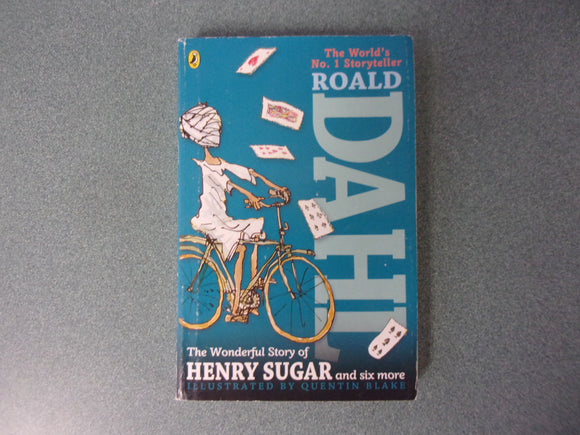 The World's
No. 1 Storyteller
ROALD
DAHL
The Wonderful Story of
HENRY SUGAR and six more
ILLUSTRATED BY QUENTIN BLAKE